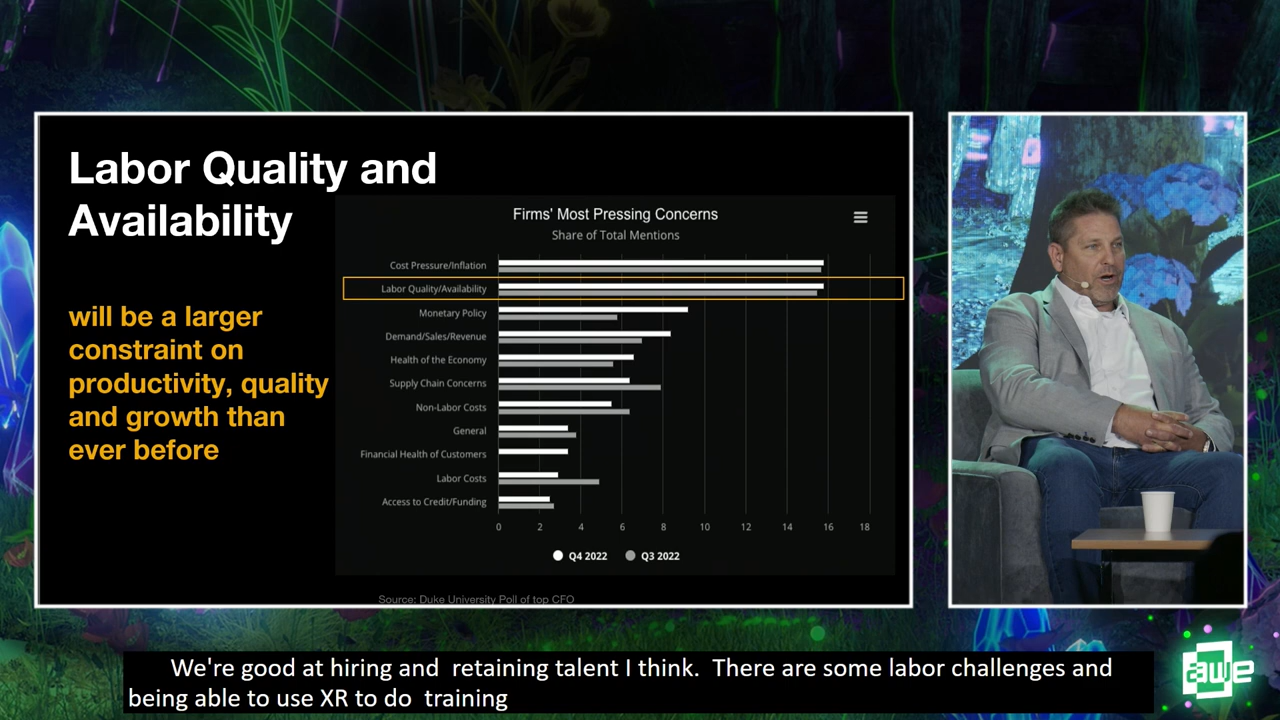 Labor Quality and
Availability
will be a larger
constraint on
productivity, quality
and growth than
ever before
Firms' Most Pressing Concerns
Share of Total Mentions
Cost Pressure/Inflation
Labor Quality/Availability
Monetary Policy
Demand/Sales/Revenue
Health of the Economy
Supply Chain Concerns
Non-Labor Costs
General
Financial Health of Customers
Labor Costs
Access to Credit/Funding
0 2 4 6 8 10 12 14 16 18
Q4 2022 Q3 2022
Source: Duke University Poll of top CFO
We're good at hiring and retaining talent I think. There are some labor challenges and
being able to use XR to do training
awe